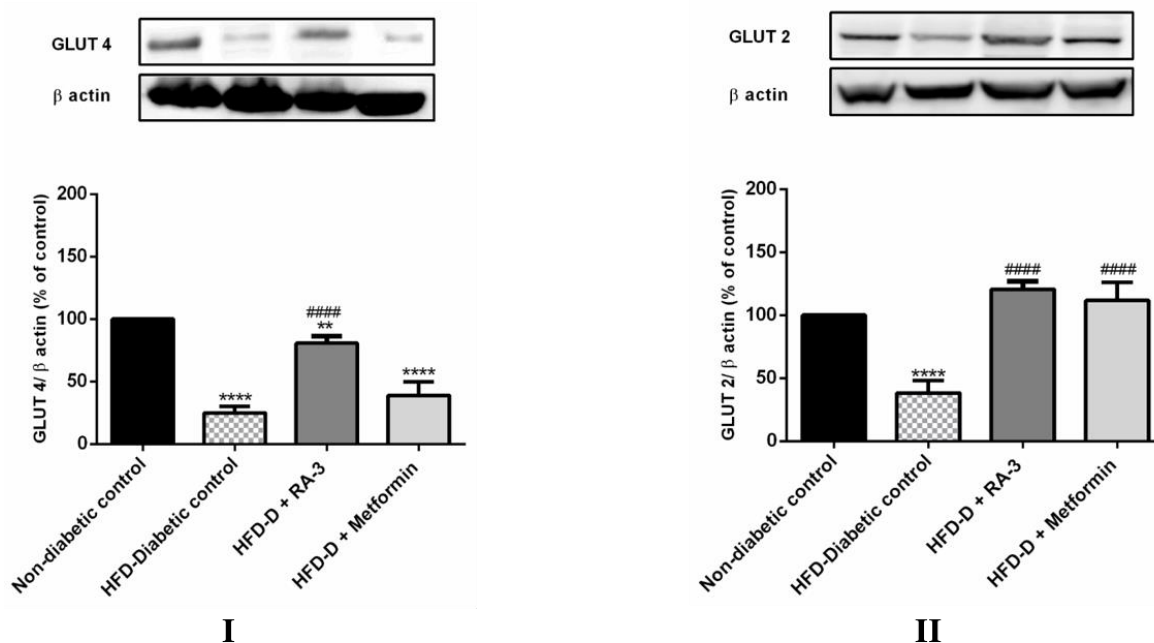 GLUT 4
β actin
200
150
100
50
0
GLUT 4/ β actin (% of control)
****
####
**
****
Non-diabetic control
HFD-Diabetic control
HFD-D + RA-3
HFD-D + Metformin
I
GLUT 2
β actin
200
150
100
50
0
GLUT 2/ β actin (% of control)
****
####
####
Non-diabetic control
HFD-Diabetic control
HFD-D + RA-3
HFD-D + Metformin
II